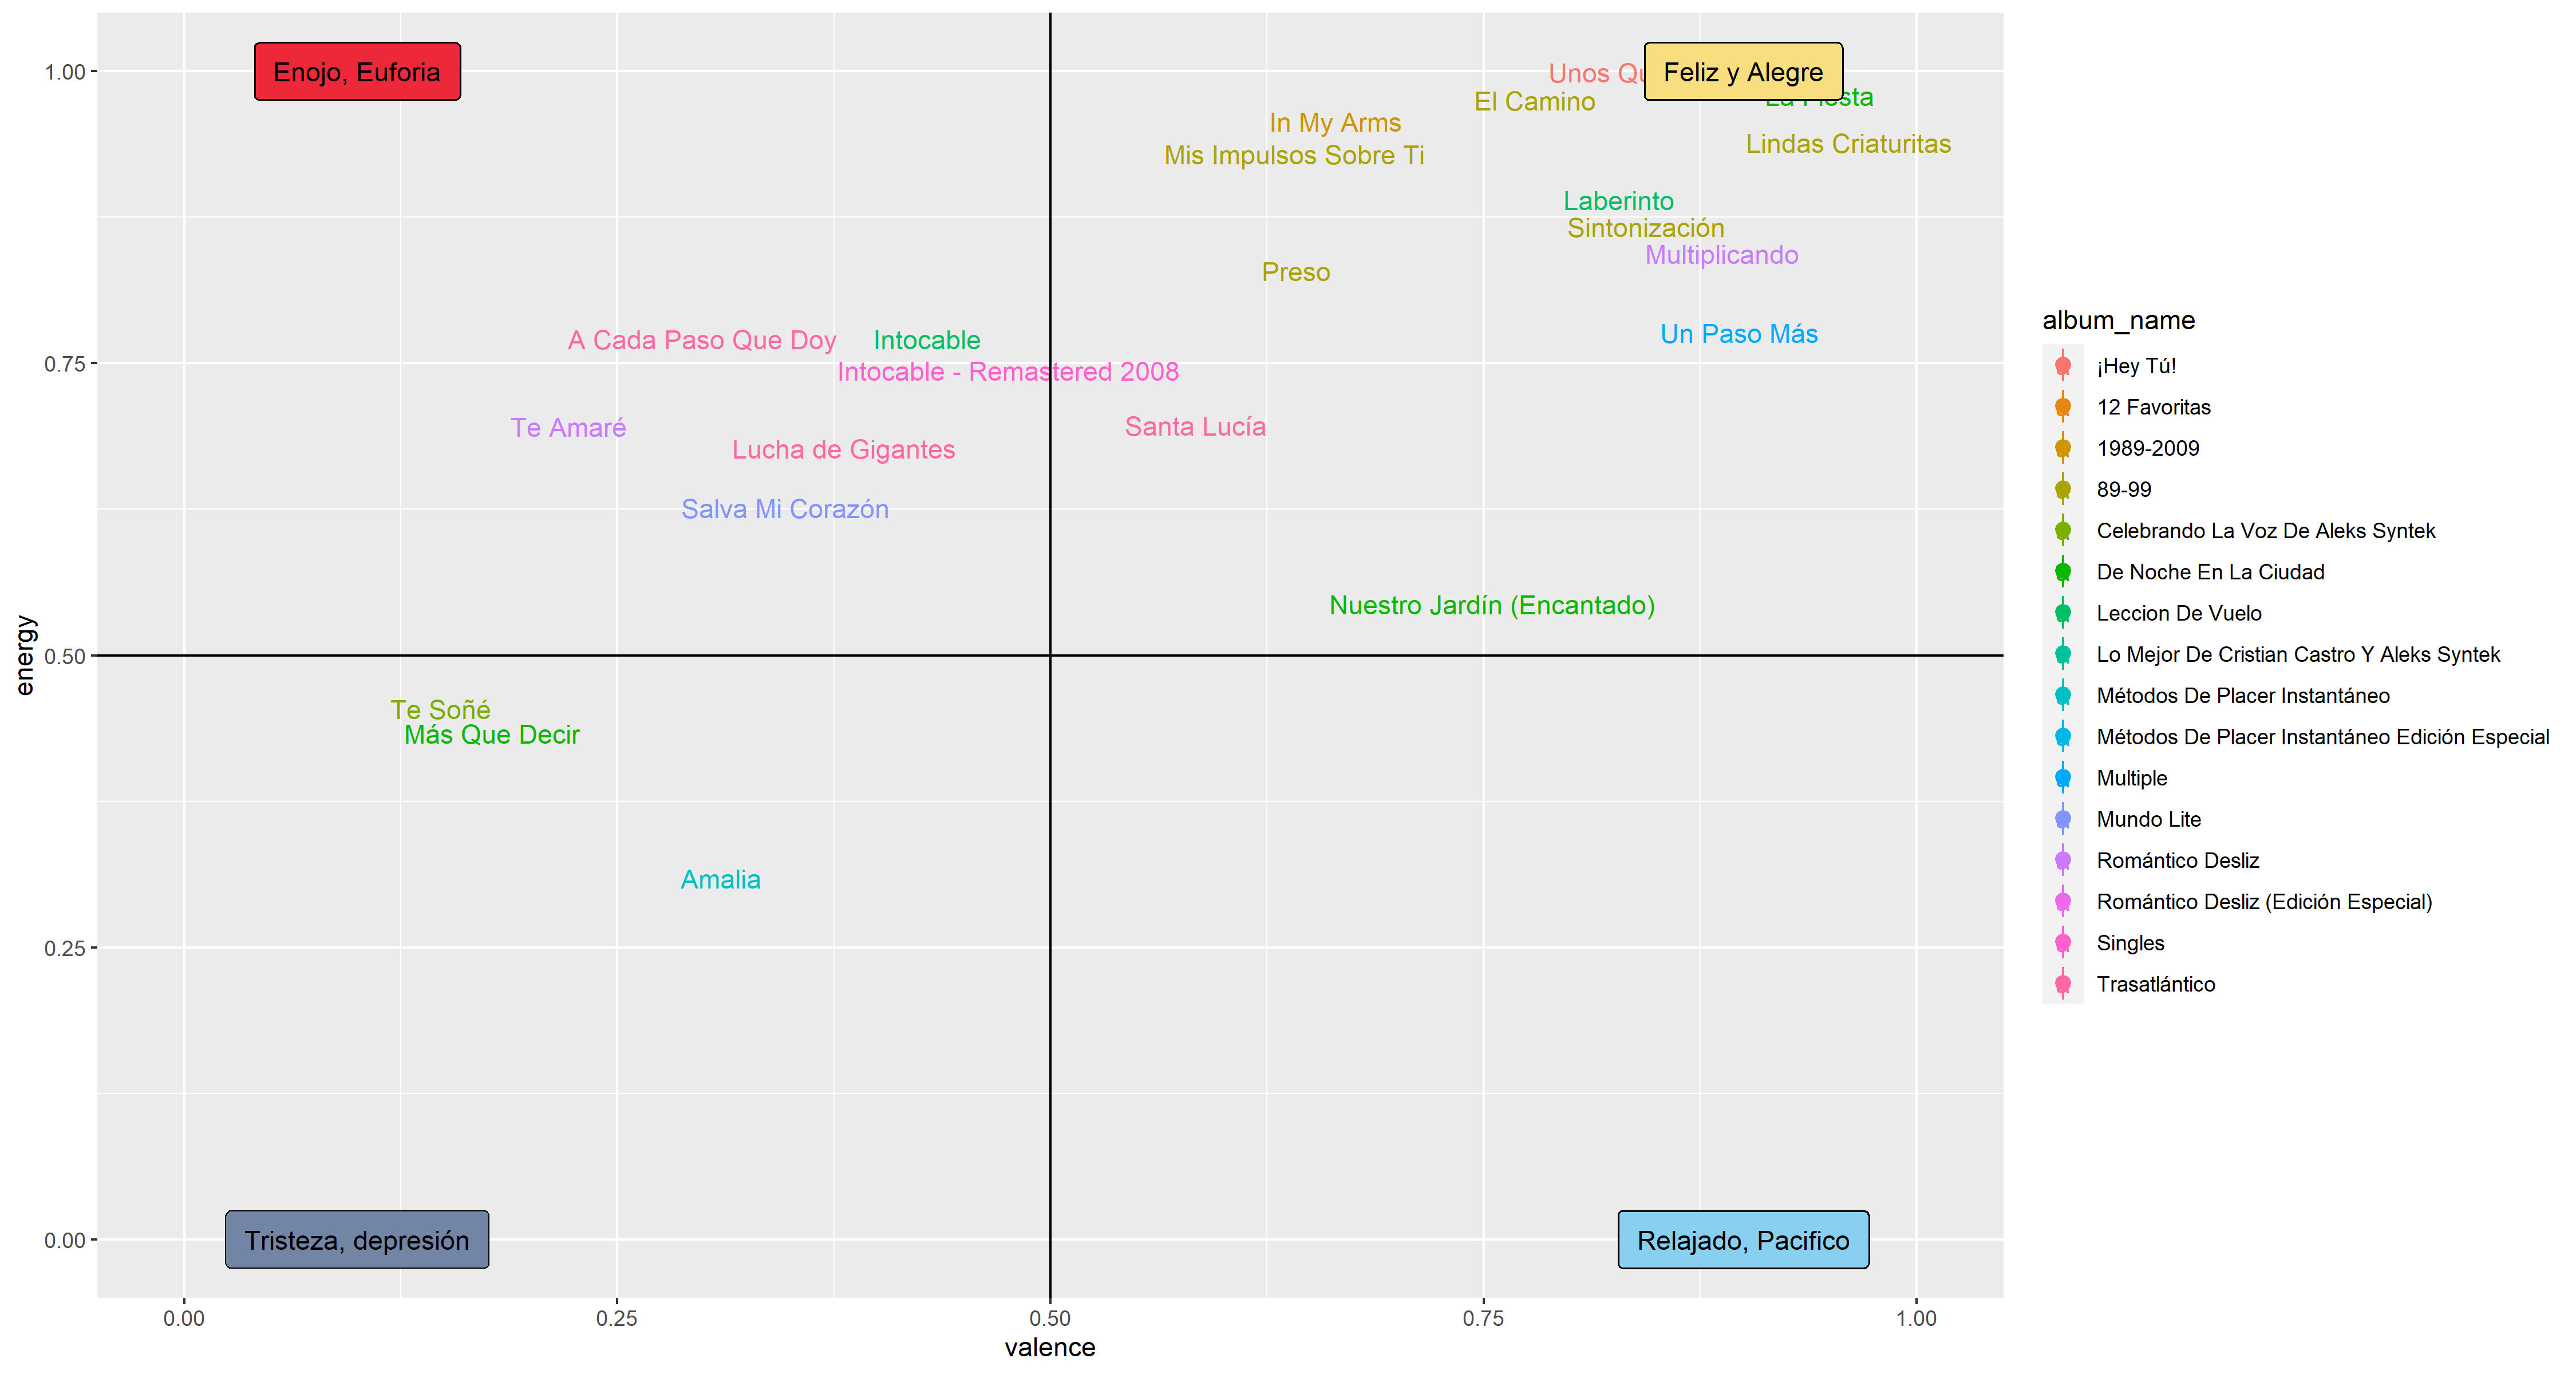 Enojo, Euforia
Unos
Feliz y Alegre
La Fiesta
El Camino
In My Arms
Mis Impulsos Sobre Ti
Lindas Criaturitas
Laberinto
Sintonización
Multiplicando
Preso
A Cada Paso Que Doy
Intocable
Un Paso Más
Intocable - Remastered 2008
Te Amaré
Santa Lucía
Lucha de Gigantes
Salva Mi Corazón
Nuestro Jardín (Encantado)
Te Soñé
Más Que Decir
Amalia
Tristeza, depresión
Relajado, Pacifico
1.00
0.75
0.50
0.25
0.00
energy
0.00
0.25
0.50
0.75
1.00
valence
album_name
¡Hey Tú!
12 Favoritas
1989-2009
89-99
Celebrando La Voz De Aleks Syntek
De Noche En La Ciudad
Leccion De Vuelo
Lo Mejor De Cristian Castro Y Aleks Syntek
Métodos De Placer Instantáneo
Métodos De Placer Instantáneo Edición Especial
Multiple
Mundo Lite
Romántico Desliz
Romántico Desliz (Edición Especial)
Singles
Trasatlántico